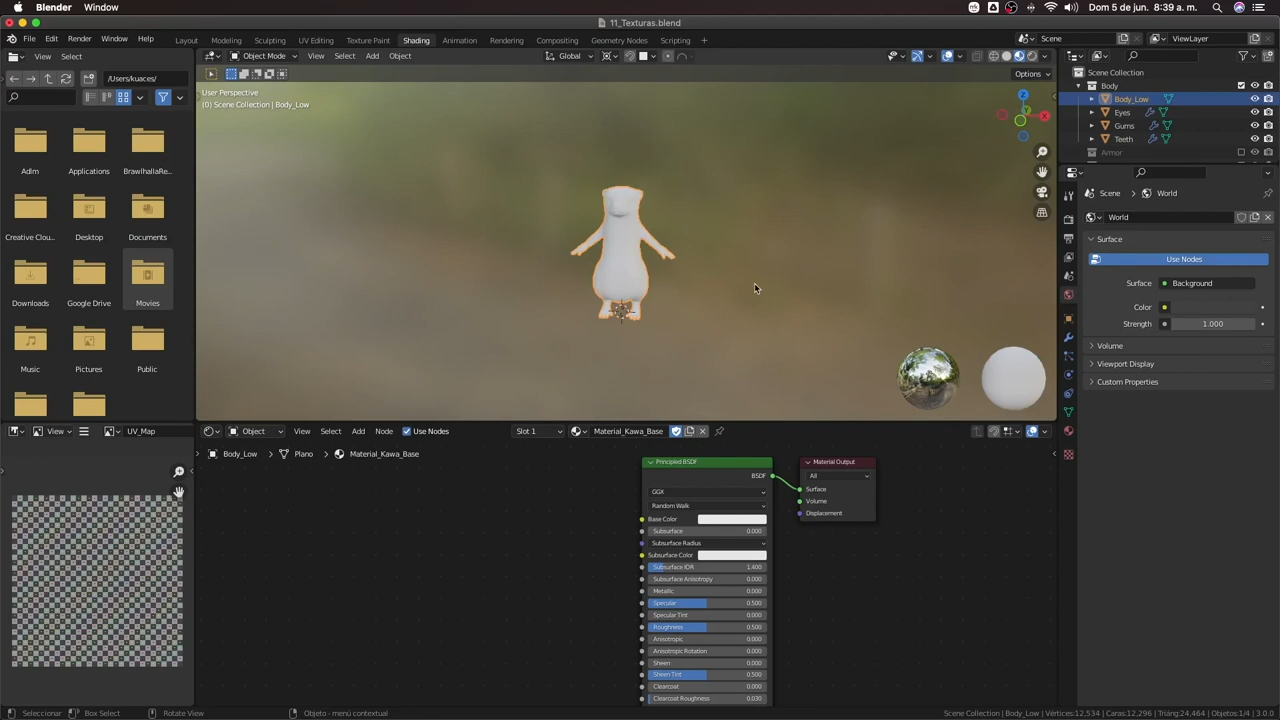 Blender Window Dom 5 de jun. 8:39 a. m.
11_Texturas.blend
File Edit Render Window Help Layout Modeling Sculpting UV Editing Texture Paint Shading Animation Rendering Compositing Geometry Nodes Scripting Scene ViewLayer
View Select Object Mode View Select Add Object Global
/Users/kuaces/ Options Scene Collection
Body
User Perspective
(0) Scene Collection | Body_Low
Body_Low
Eyes
Gums
Teeth
Armor
Z
X
Y
AdIm Applications BrawlhallaRe...
Scene World
World
Creative Clou... Desktop Documents
Surface
Use Nodes
Surface Background
Color
Strength 1.000
Downloads Google Drive Movies
Volume
Viewport Display
Custom Properties
Music Pictures Public
View UV_Map Object View Select Add Node Use Nodes Slot 1 Material_Kawa_Base
Body_Low Plano Material_Kawa_Base
Principled BSDF
BSDF
GGX
Random Walk
Base Color
Subsurface 0.000
Subsurface Radius
Subsurface Color
Subsurface IOR 1.400
Subsurface Anisotropy 0.000
Metallic 0.000
Specular 0.500
Specular Tint 0.000
Roughness 0.500
Anisotropic 0.000
Anisotropic Rotation 0.000
Sheen 0.000
Sheen Tint 0.500
Clearcoat 0.000
Clearcoat Roughness 0.030
Material Output
All
Surface
Volume
Displacement
Seleccionar Box Select Rotate View Objeto - menú contextual Scene Collection | Body_Low | Vértices:12,534 | Caras:12,296 | Triáng:24,464 | Objetos:1/4 | 3.0.0